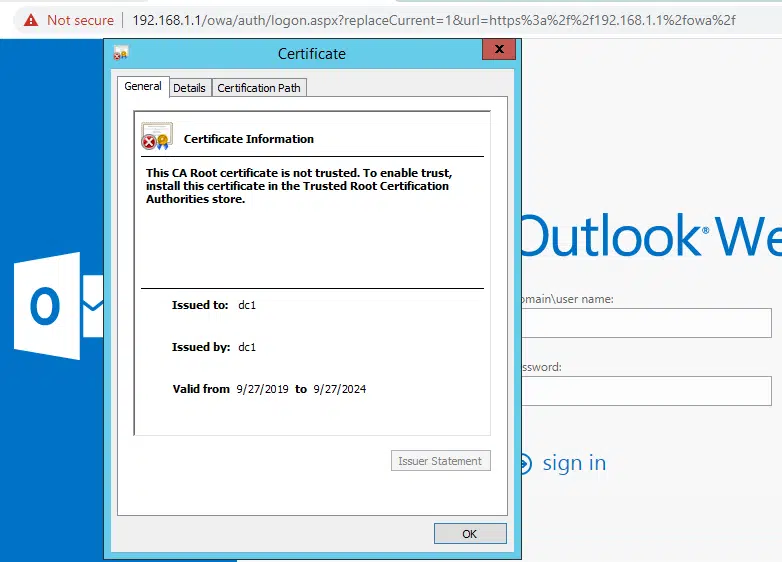 Not secure 192.168.1.1/owa/auth/logon.aspx?replaceCurrent=1&url=https%3a%2f%2f192.168.1.1%2fowa%2f
Certificate
x
General Details Certification Path
Certificate Information
This CA Root certificate is not trusted. To enable trust,
install this certificate in the Trusted Root Certification
Authorities store.
Issued to: dc1
Issued by: dc1
Valid from 9/27/2019 to 9/27/2024
Issuer Statement
OK
O
Outlook® We
omain\user name:
ssword:
sign in